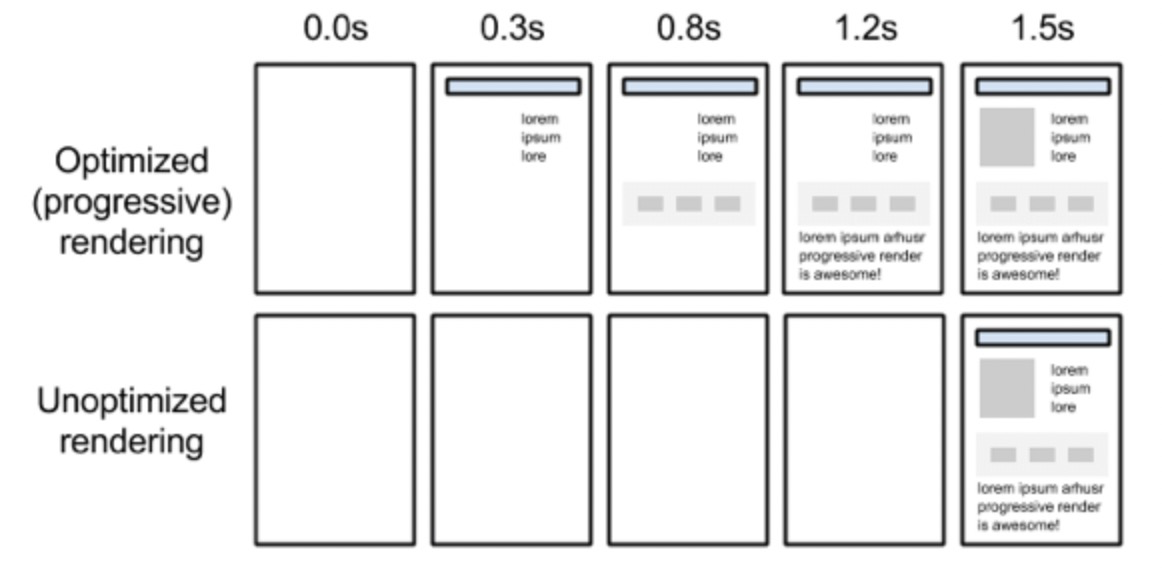 0.0s 0.3s 0.8s 1.2s 1.5s
Optimized
(progressive)
rendering
lorem
ipsum
lore
lorem
ipsum
lore
lorem
ipsum
lore
lorem ipsum arhusr
progressive render
is awesome!
lorem
ipsum
lore
lorem ipsum arhusr
progressive render
is awesome!
Unoptimized
rendering
lorem
ipsum
lore
lorem ipsum arhusr
progressive render
is awesome!